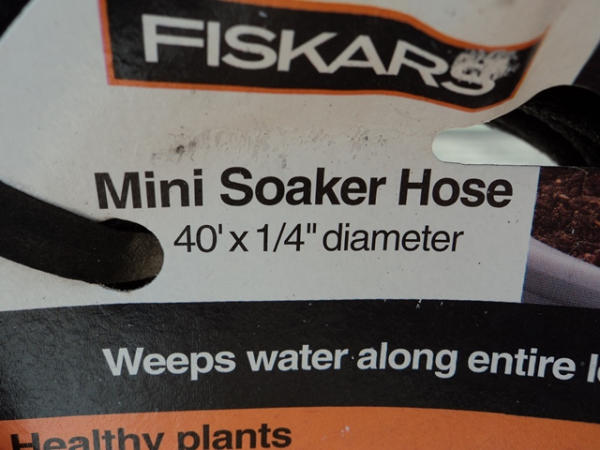 FISKARS
Mini Soaker Hose
40' x 1/4" diameter
Weeps water along entire
Healthy plants